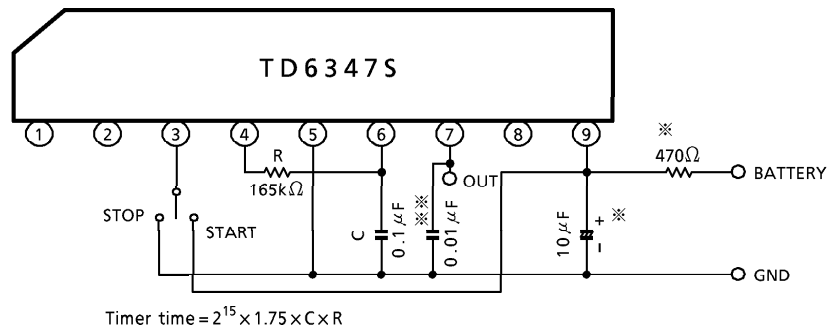 TD6347S
1 2 3 4 5 6 7 8 9
R
165kΩ
※
470Ω
BATTERY
OUT
STOP
START
C
0.1μF
※※
0.01μF
10μF
+
※
−
GND
Timer time = 2¹⁵ × 1.75 × C × R